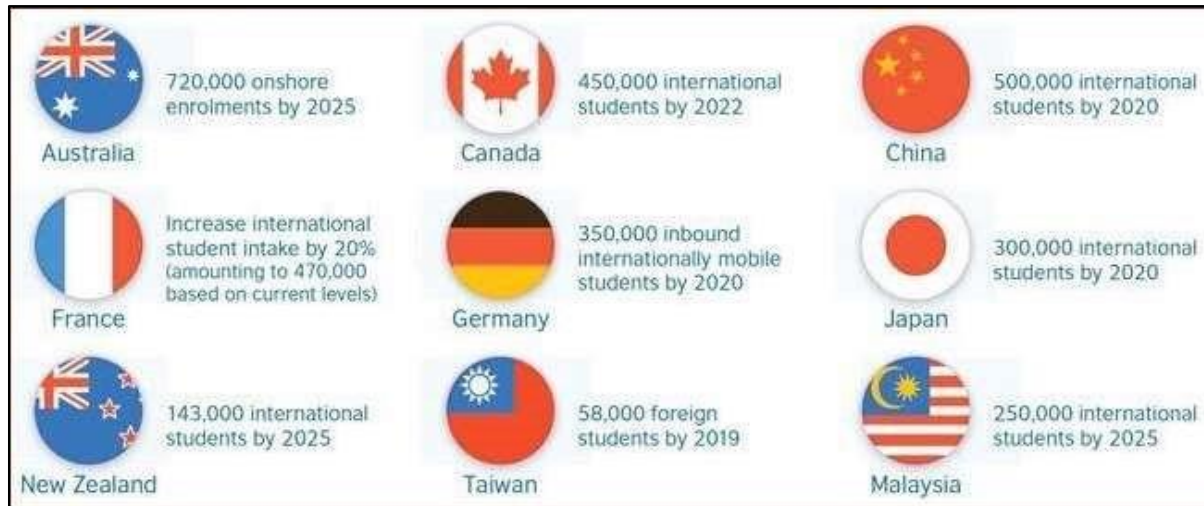 720,000 onshore
enrolments by 2025
Australia
450,000 international
students by 2022
Canada
500,000 international
students by 2020
China
Increase international
student intake by 20%
(amounting to 470,000
based on current levels)
France
350,000 inbound
internationally mobile
students by 2020
Germany
300,000 international
students by 2020
Japan
143,000 international
students by 2025
New Zealand
58,000 foreign
students by 2019
Taiwan
250,000 international
students by 2025
Malaysia